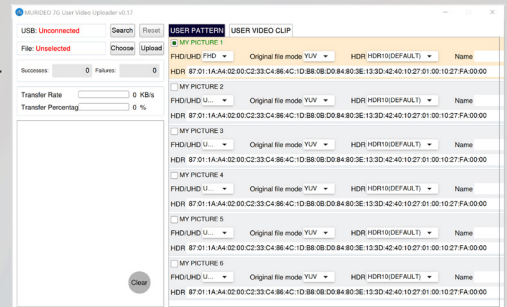 MURIDEO 7G User Video Uploader v0.17
USB: Unconnected Search Reset
File: Unselected Choose Upload
Successes: 0 Failures: 0
Transfer Rate 0 KB/s
Transfer Percentag 0 %
Clear
USER PATTERN USER VIDEO CLIP
MY PICTURE 1
FHD/UHD FHD Original file mode YUV HDR HDR10(DEFAULT) Name
HDR 87:01:1A:A4:02:00:C2:33:C4:86:4C:1D:B8:0B:D0:84:80:3E:13:3D:42:40:10:27:01:00:10:27:FA:00:00
MY PICTURE 2
FHD/UHD U... Original file mode YUV HDR HDR10(DEFAULT) Name
HDR 87:01:1A:A4:02:00:C2:33:C4:86:4C:1D:B8:0B:D0:84:80:3E:13:3D:42:40:10:27:01:00:10:27:FA:00:00
MY PICTURE 3
FHD/UHD U... Original file mode YUV HDR HDR10(DEFAULT) Name
HDR 87:01:1A:A4:02:00:C2:33:C4:86:4C:1D:B8:0B:D0:84:80:3E:13:3D:42:40:10:27:01:00:10:27:FA:00:00
MY PICTURE 4
FHD/UHD U... Original file mode YUV HDR HDR10(DEFAULT) Name
HDR 87:01:1A:A4:02:00:C2:33:C4:86:4C:1D:B8:0B:D0:84:80:3E:13:3D:42:40:10:27:01:00:10:27:FA:00:00
MY PICTURE 5
FHD/UHD U... Original file mode YUV HDR HDR10(DEFAULT) Name
HDR 87:01:1A:A4:02:00:C2:33:C4:86:4C:1D:B8:0B:D0:84:80:3E:13:3D:42:40:10:27:01:00:10:27:FA:00:00
MY PICTURE 6
FHD/UHD U... Original file mode YUV HDR HDR10(DEFAULT) Name
HDR 87:01:1A:A4:02:00:C2:33:C4:86:4C:1D:B8:0B:D0:84:80:3E:13:3D:42:40:10:27:01:00:10:27:FA:00:00